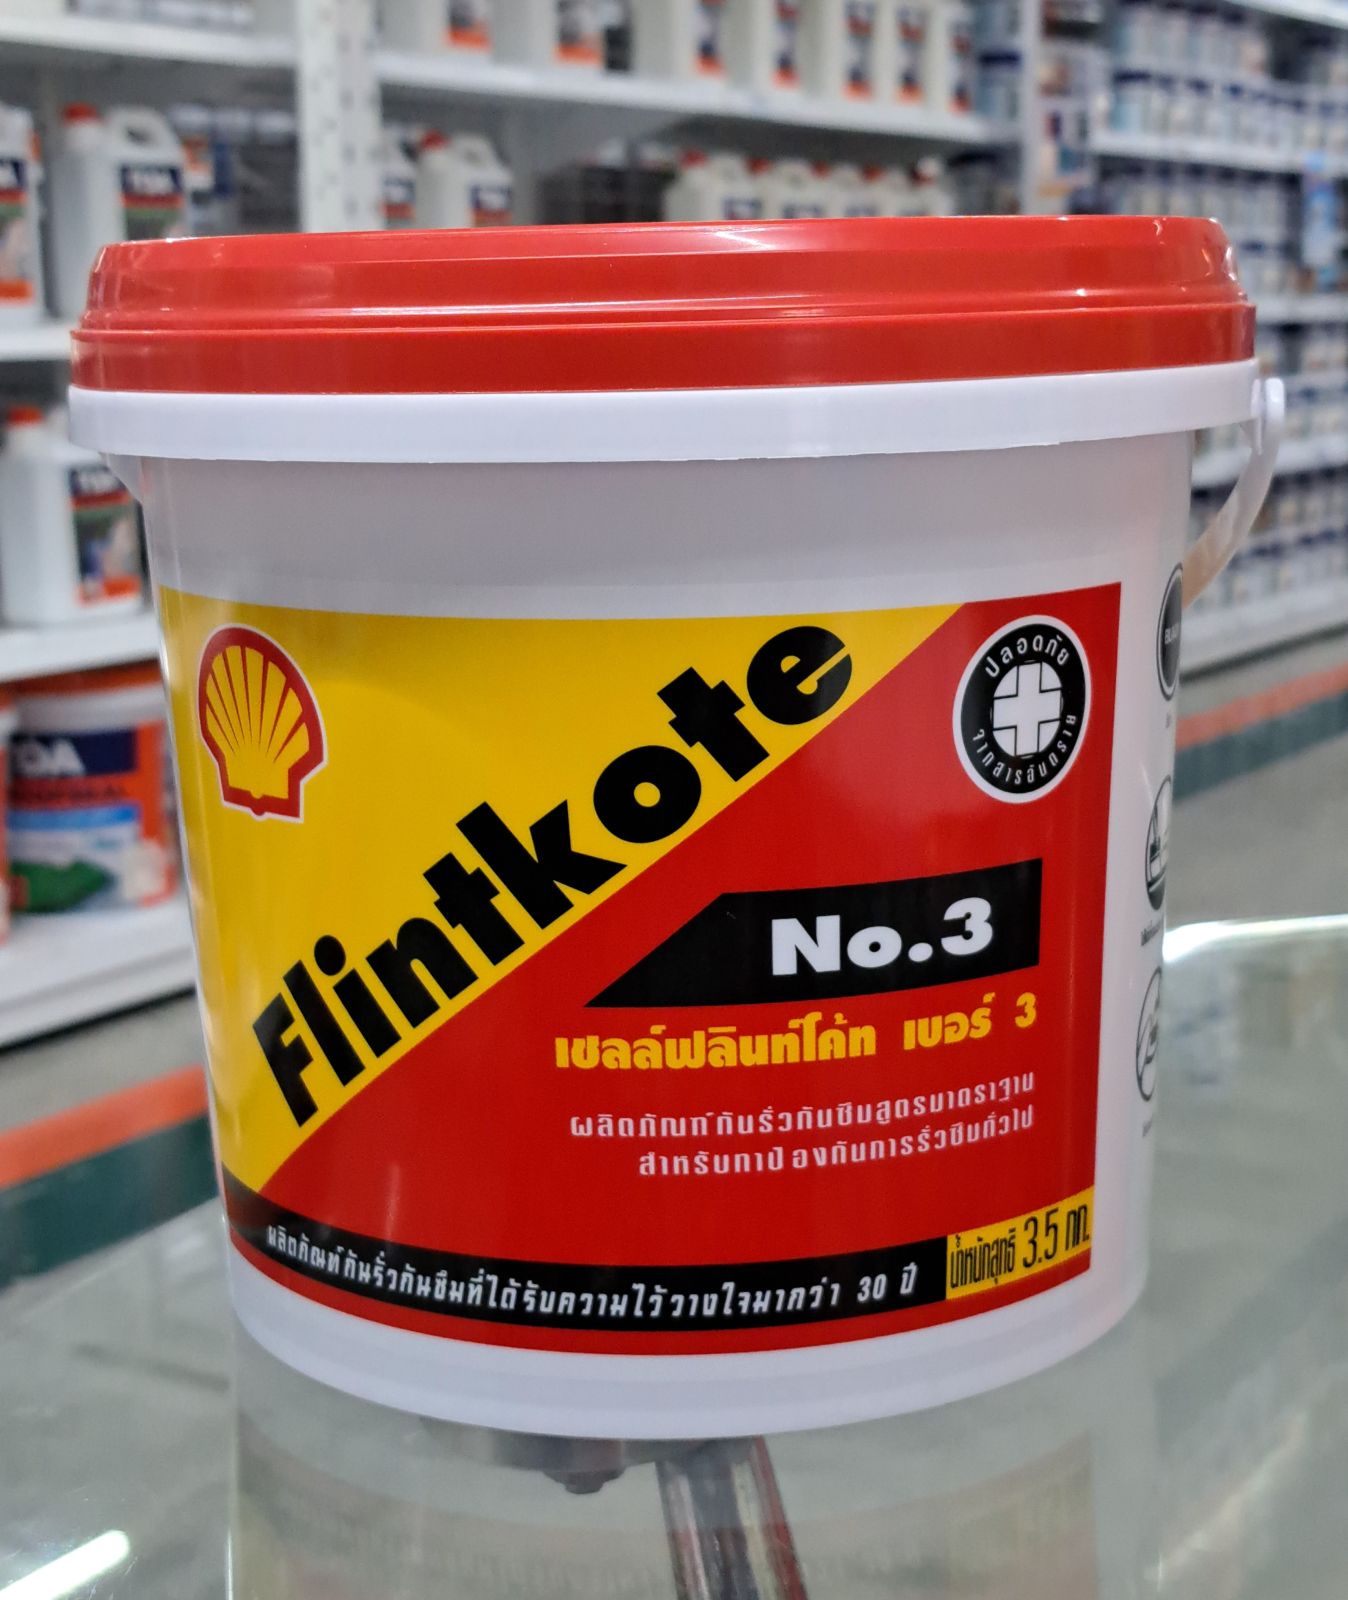 TOA
TOA
Flintkote
ปลอดภัย
จากสารอันตราย
No.3
เชลล์ฟลินท์โค้ท เบอร์ 3
ผลิตภัณฑ์กันรั่วกันซึมสูตรมาตราฐาน
สำหรับทาป้องกันการรั่วซึมทั่วไป
ผลิตภัณฑ์กันรั่วกันซึมที่ได้รับความไว้วางใจมากว่า 30 ปี
น้ำหนักสุทธิ 3.5 กก.